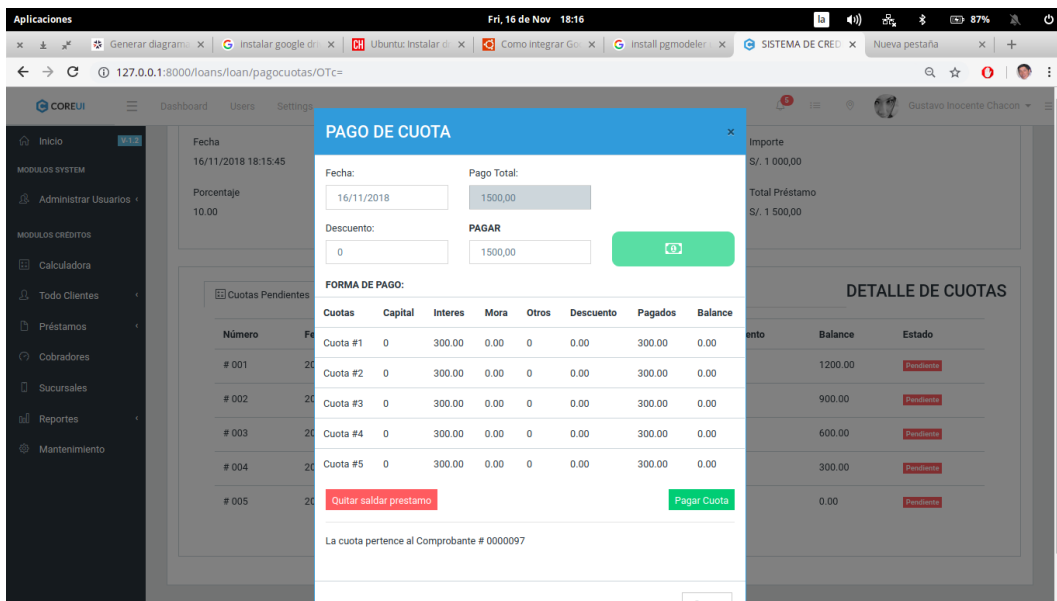 Aplicaciones Fri, 16 de Nov 18:16 la 87%
Generar diagrama instalar google dri CH Ubuntu: Instalar d Como integrar Go install pgmodeler SISTEMA DE CRED Nueva pestaña
127.0.0.1:8000/loans/loan/pagocuotas/OTc=
COREUI Dashboard Users Settings 5 Gustavo Inocente Chacon
Inicio V-1.2
MODULOS SYSTEM
Administrar Usuarios
MODULOS CREDITOS
Calculadora
Todo Clientes
Préstamos
Cobradores
Sucursales
Reportes
Mantenimiento
Fecha
16/11/2018 18:15:45
Porcentaje
10.00
Importe
S/. 1 000,00
Total Préstamo
S/. 1 500,00
Cuotas Pendientes
DETALLE DE CUOTAS
Número Balance Estado
# 001 1200.00 Pendiente
# 002 900.00 Pendiente
# 003 600.00 Pendiente
# 004 300.00 Pendiente
# 005 0.00 Pendiente
PAGO DE CUOTA ×
Fecha: Pago Total:
16/11/2018 1500,00
Descuento: PAGAR
0 1500,00
FORMA DE PAGO:
Cuotas Capital Interes Mora Otros Descuento Pagados Balance
Cuota #1 0 300.00 0.00 0 0.00 300.00 0.00
Cuota #2 0 300.00 0.00 0 0.00 300.00 0.00
Cuota #3 0 300.00 0.00 0 0.00 300.00 0.00
Cuota #4 0 300.00 0.00 0 0.00 300.00 0.00
Cuota #5 0 300.00 0.00 0 0.00 300.00 0.00
Quitar saldar prestamo Pagar Cuota
La cuota pertence al Comprobante # 0000097